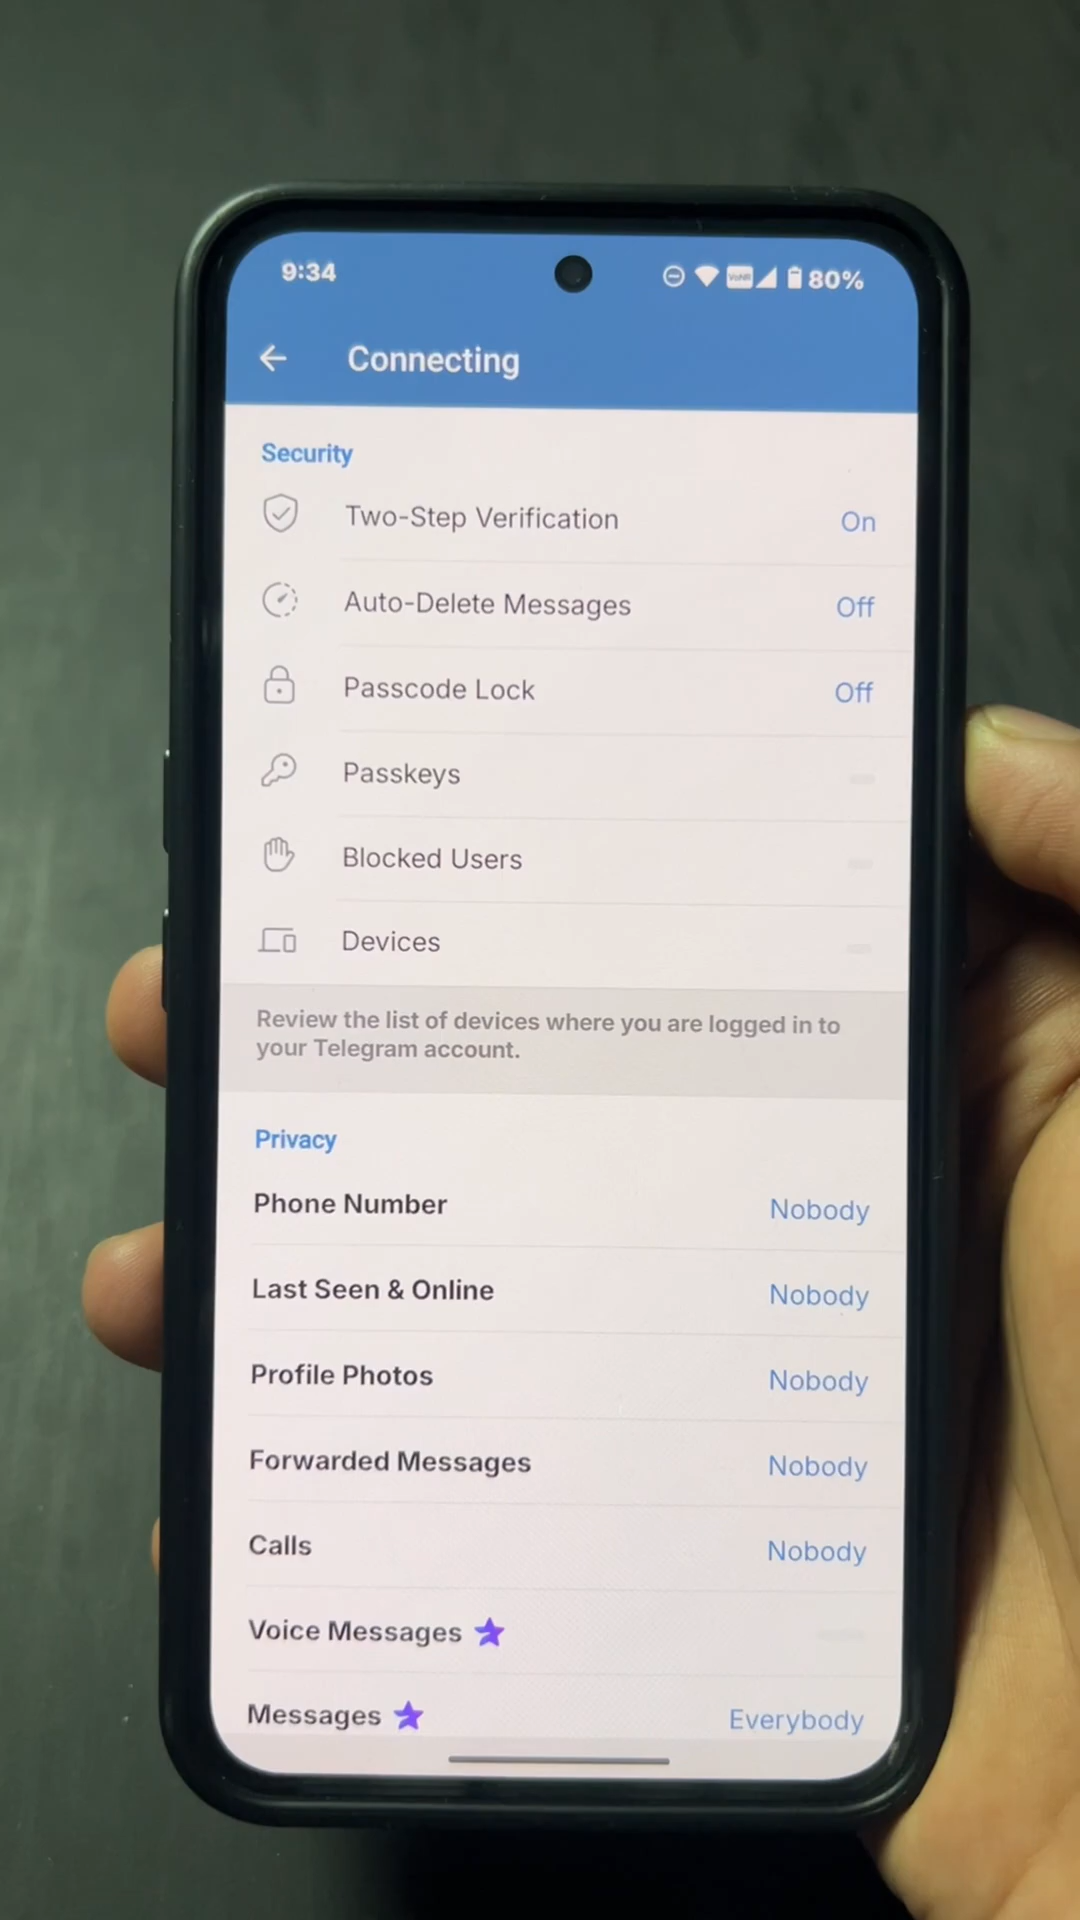 9:34
VoNR
80%
Connecting
Security
Two-Step Verification On
Auto-Delete Messages Off
Passcode Lock Off
Passkeys
Blocked Users
Devices
Review the list of devices where you are logged in to
your Telegram account.
Privacy
Phone Number Nobody
Last Seen & Online Nobody
Profile Photos Nobody
Forwarded Messages Nobody
Calls Nobody
Voice Messages
Messages Everybody